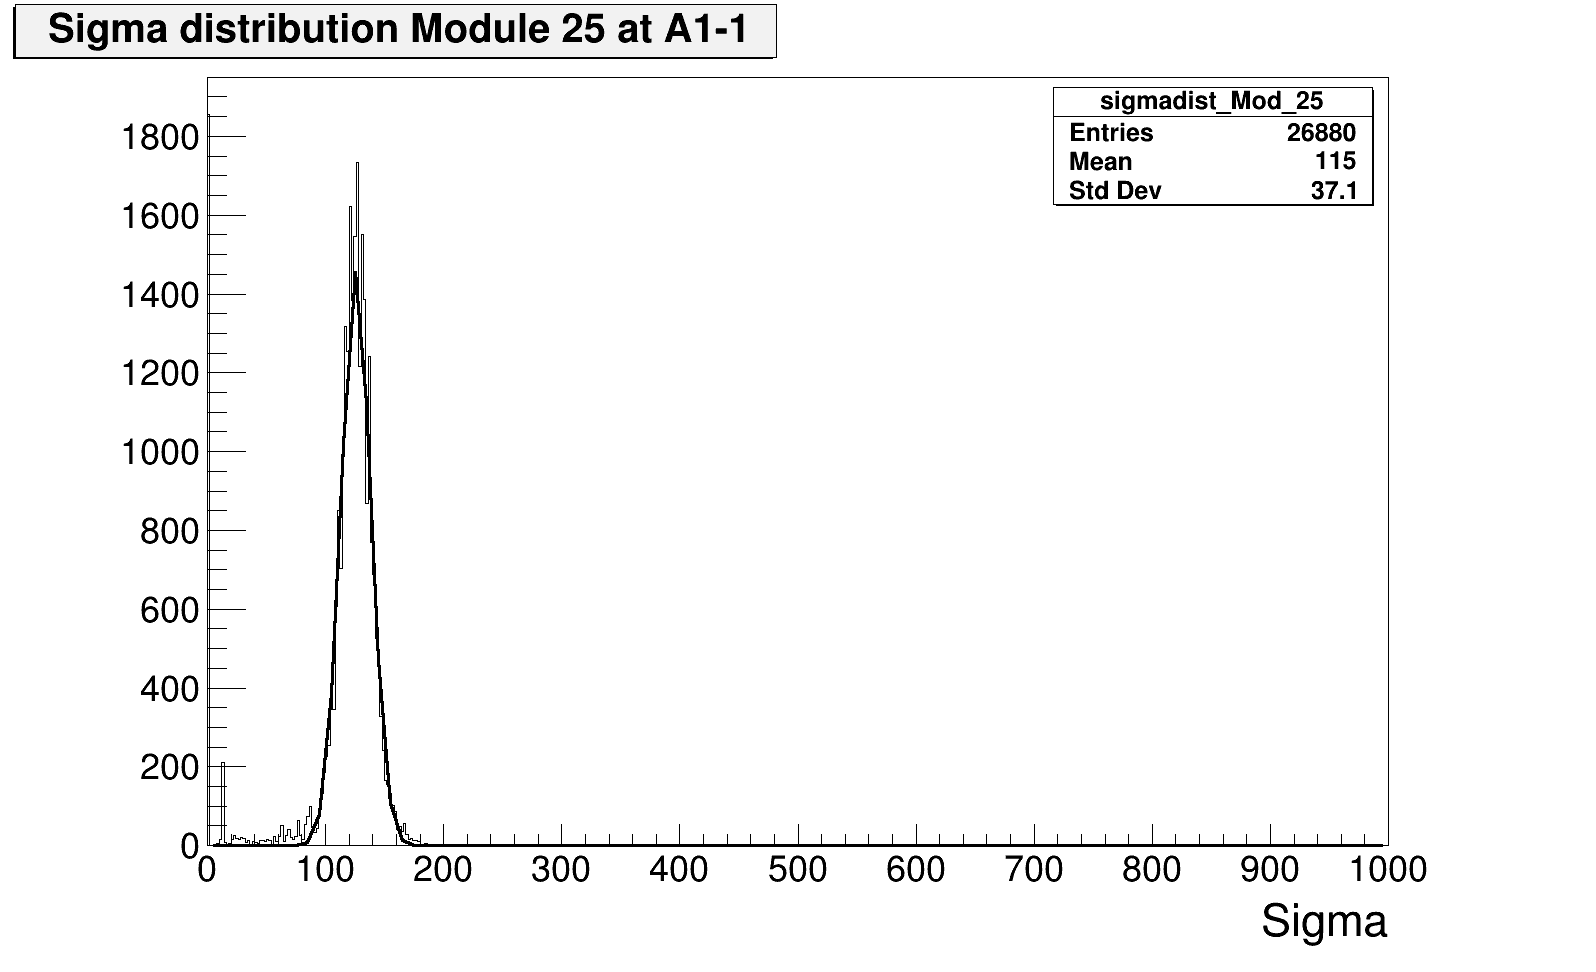 Sigma distribution Module 25 at A1-1
sigmadist_Mod_25
Entries 26880
Mean 115
Std Dev 37.1
1800
1600
1400
1200
1000
800
600
400
200
0
0 100 200 300 400 500 600 700 800 900 1000
Sigma